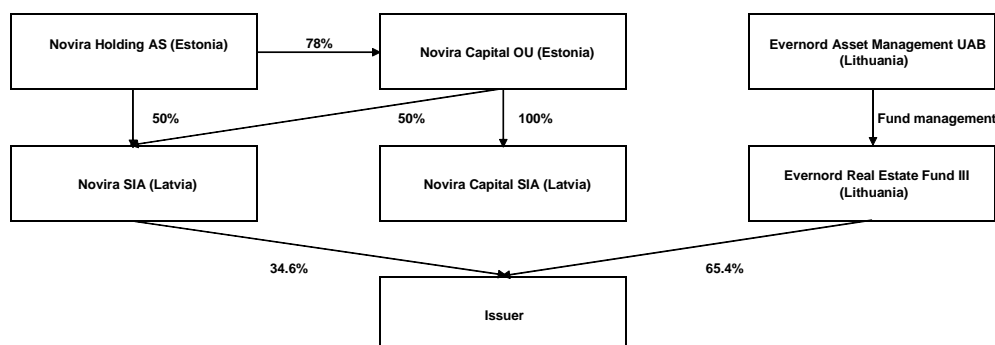 Novira Holding AS (Estonia)
78%
Novira Capital OU (Estonia)
Evernord Asset Management UAB
(Lithuania)
50%
50%
100%
Fund management
Novira SIA (Latvia)
Novira Capital SIA (Latvia)
Evernord Real Estate Fund III
(Lithuania)
34.6%
65.4%
Issuer